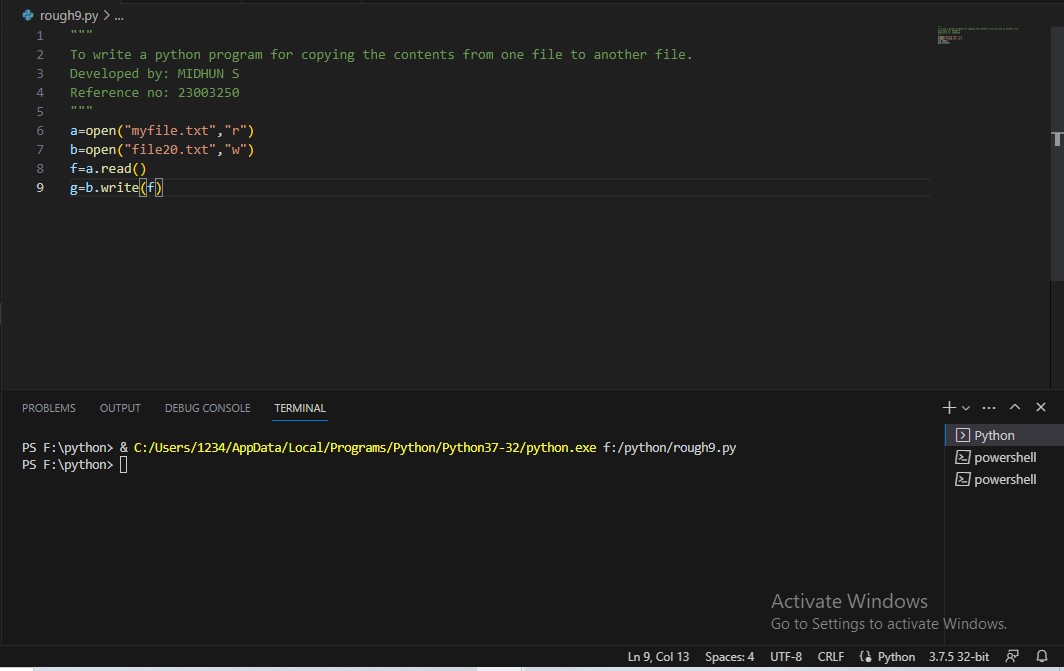 rough9.py > ...
1 """
2 To write a python program for copying the contents from one file to another file.
3 Developed by: MIDHUN S
4 Reference no: 23003250
5 """
6 a=open("myfile.txt","r")
7 b=open("file20.txt","w")
8 f=a.read()
9 g=b.write(f)
PROBLEMS OUTPUT DEBUG CONSOLE TERMINAL
PS F:\python> & C:/Users/1234/AppData/Local/Programs/Python/Python37-32/python.exe f:/python/rough9.py
PS F:\python>
Python
powershell
powershell
Activate Windows
Go to Settings to activate Windows.
Ln 9, Col 13 Spaces: 4 UTF-8 CRLF Python 3.7.5 32-bit